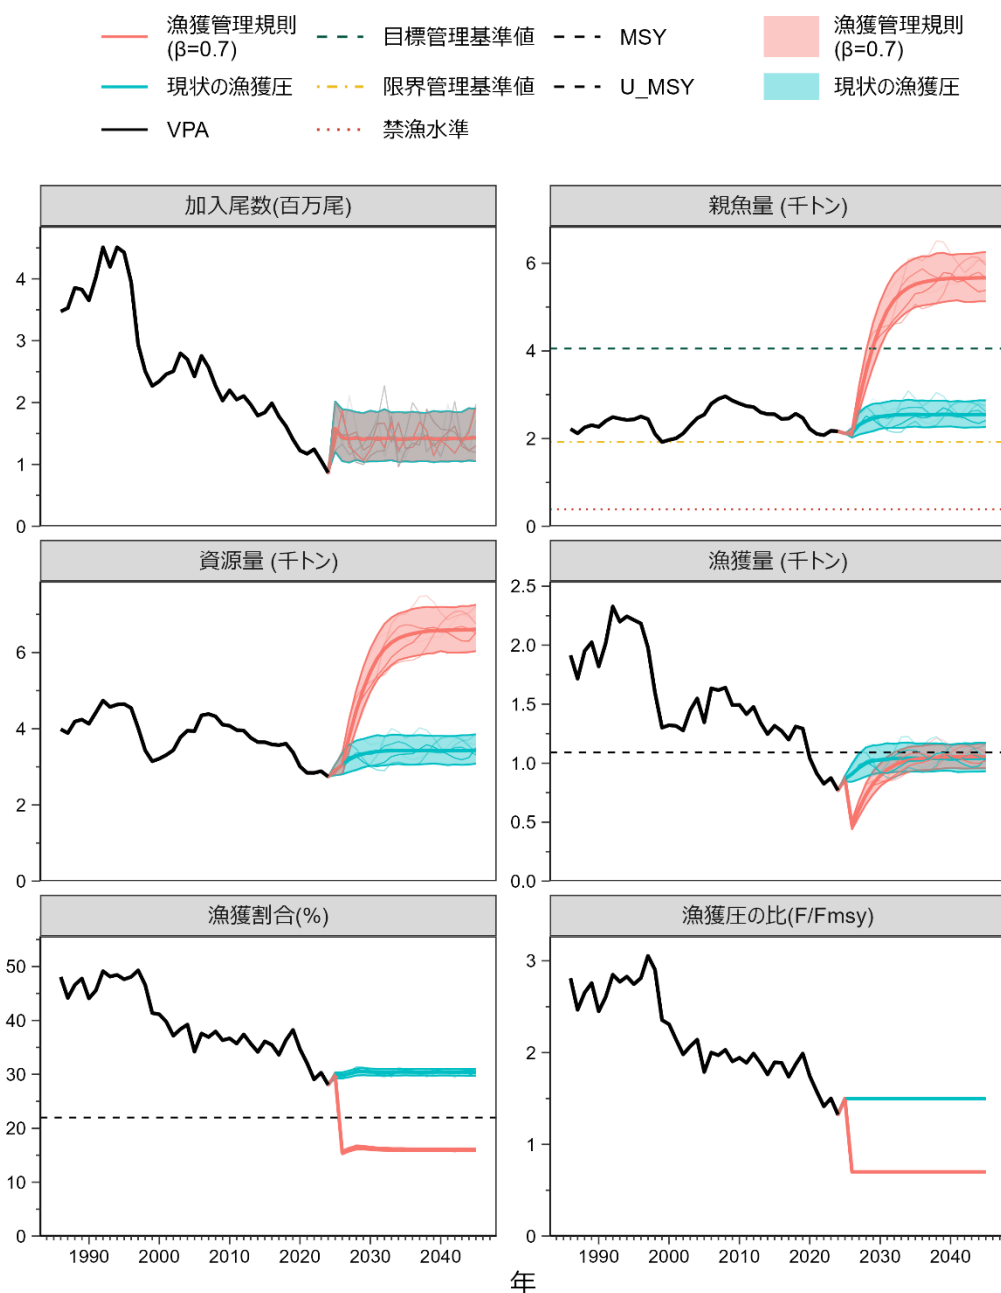 漁獲管理規則
(β=0.7)
目標管理基準値
MSY
漁獲管理規則
(β=0.7)
現状の漁獲圧
限界管理基準値
U_MSY
現状の漁獲圧
VPA
禁漁水準
加入尾数(百万尾)
4
3
2
1
0
親魚量 (千トン)
6
4
2
0
資源量 (千トン)
6
4
2
0
漁獲量 (千トン)
2.5
2.0
1.5
1.0
0.5
0.0
漁獲割合(%)
50
40
30
20
10
0
1990 2000 2010 2020 2030 2040
漁獲圧の比(F/Fmsy)
3
2
1
0
1990 2000 2010 2020 2030 2040
年